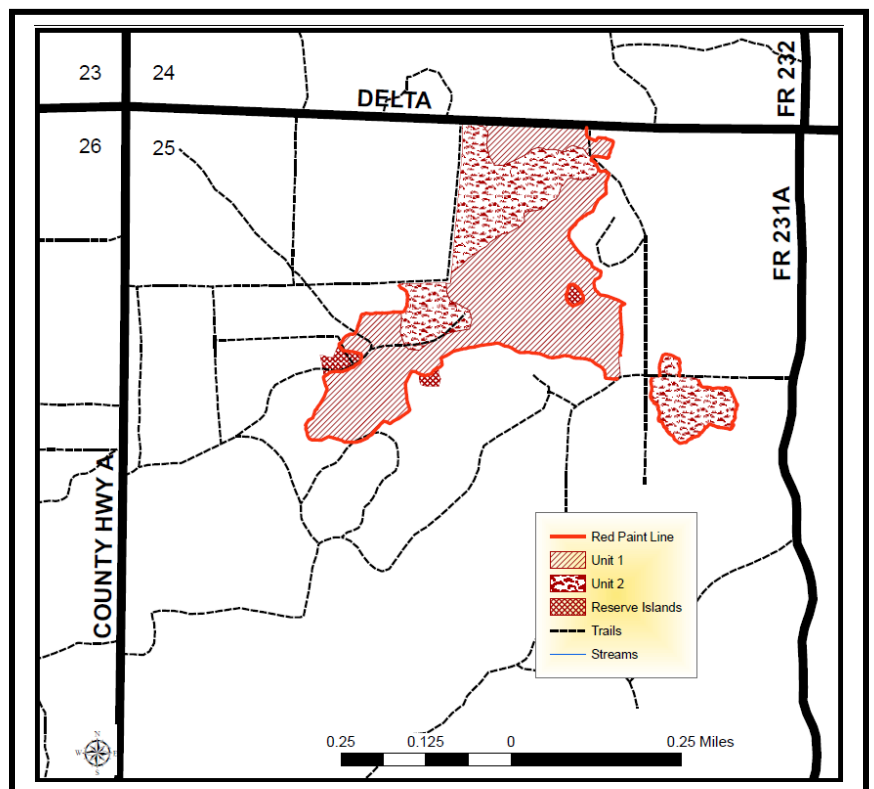 23
24
FR 232
DELTA
26
25
FR 231A
COUNTY HWY A
Red Paint Line
Unit 1
Unit 2
Reserve Islands
Trails
Streams
N
W
E
S
0.25
0.125
0
0.25 Miles